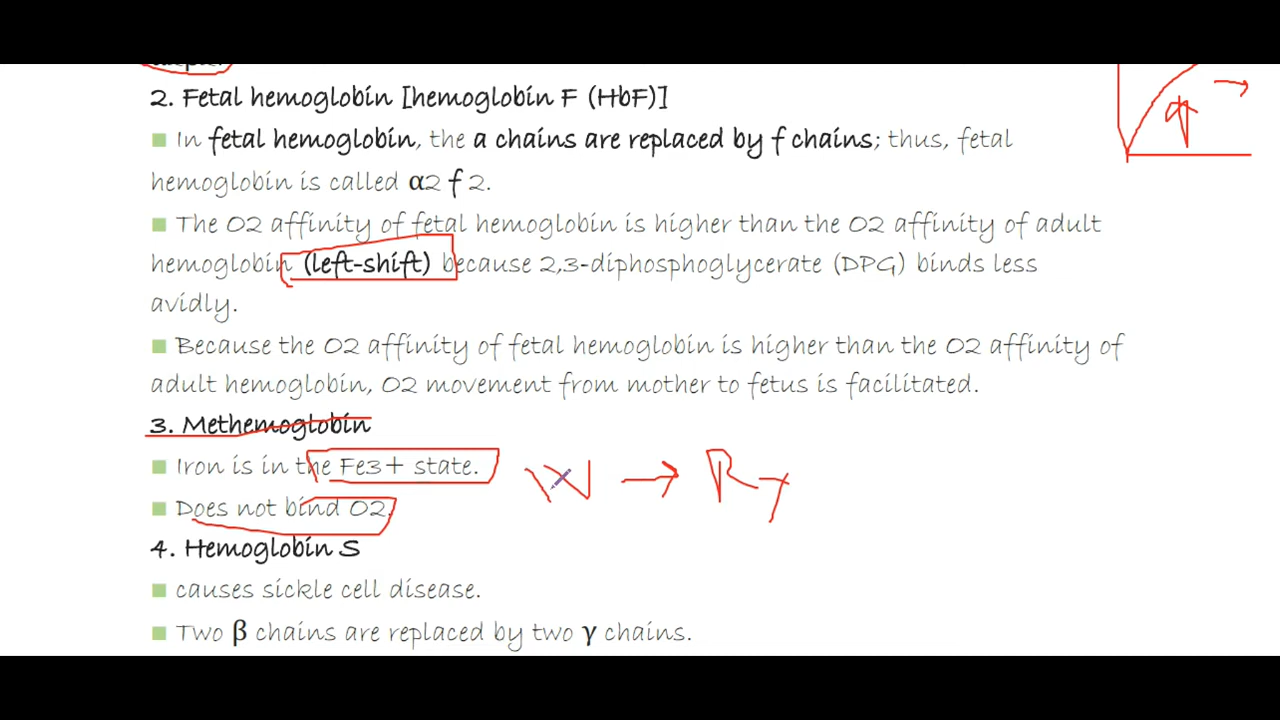 2. Fetal hemoglobin [hemoglobin F (HbF)]
■ In fetal hemoglobin, the a chains are replaced by f chains; thus, fetal
hemoglobin is called α2 f 2.
■ The O2 affinity of fetal hemoglobin is higher than the O2 affinity of adult
hemoglobin (left-shift) because 2,3-diphosphoglycerate (DPG) binds less
avidly.
■ Because the O2 affinity of fetal hemoglobin is higher than the O2 affinity of
adult hemoglobin, O2 movement from mother to fetus is facilitated.
3. Methemoglobin
■ Iron is in the Fe3+ state.
■ Does not bind O2.
4. Hemoglobin S
■ causes sickle cell disease.
■ Two β chains are replaced by two γ chains.